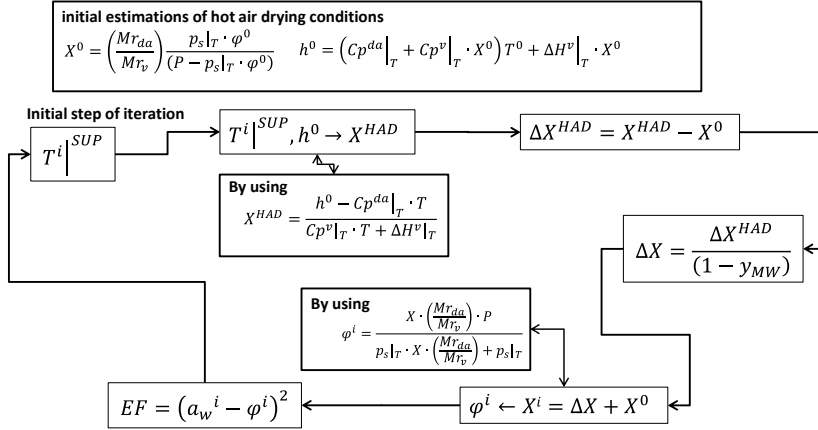 initial estimations of hot air drying conditions
X^0 = (Mr_da/Mr_v) p_s|_T · φ^0/(P − p_s|_T · φ^0) h^0 = (Cp^da|_T + Cp^v|_T · X^0) T^0 + ΔH^v|_T · X^0
Initial step of iteration
T^i|^SUP
T^i|^SUP, h^0 → X^HAD
ΔX^HAD = X^HAD − X^0
By using
X^HAD = (h^0 − Cp^da|_T · T)/(Cp^v|_T · T + ΔH^v|_T)
ΔX = ΔX^HAD/(1 − y_MW)
By using
φ^i = (X · (Mr_da/Mr_v) · P)/(p_s|_T · X · (Mr_da/Mr_v) + p_s|_T)
EF = (a_w^i − φ^i)^2
φ^i ← X^i = ΔX + X^0